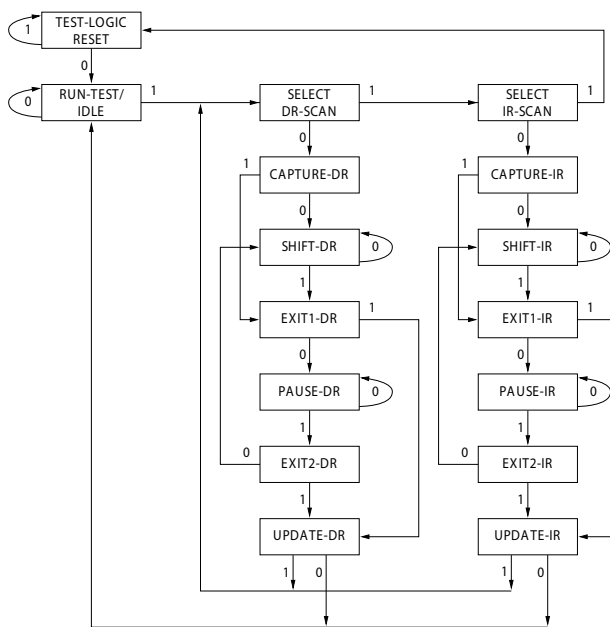 TEST-LOGIC
RESET
1
0
RUN-TEST/
IDLE
0
1
SELECT
DR-SCAN
1
SELECT
IR-SCAN
1
0
0
1
CAPTURE-DR
1
CAPTURE-IR
0
0
SHIFT-DR
0
SHIFT-IR
0
1
1
EXIT1-DR
1
EXIT1-IR
1
0
0
PAUSE-DR
0
PAUSE-IR
0
1
1
0
EXIT2-DR
0
EXIT2-IR
1
1
UPDATE-DR
UPDATE-IR
1
0
1
0